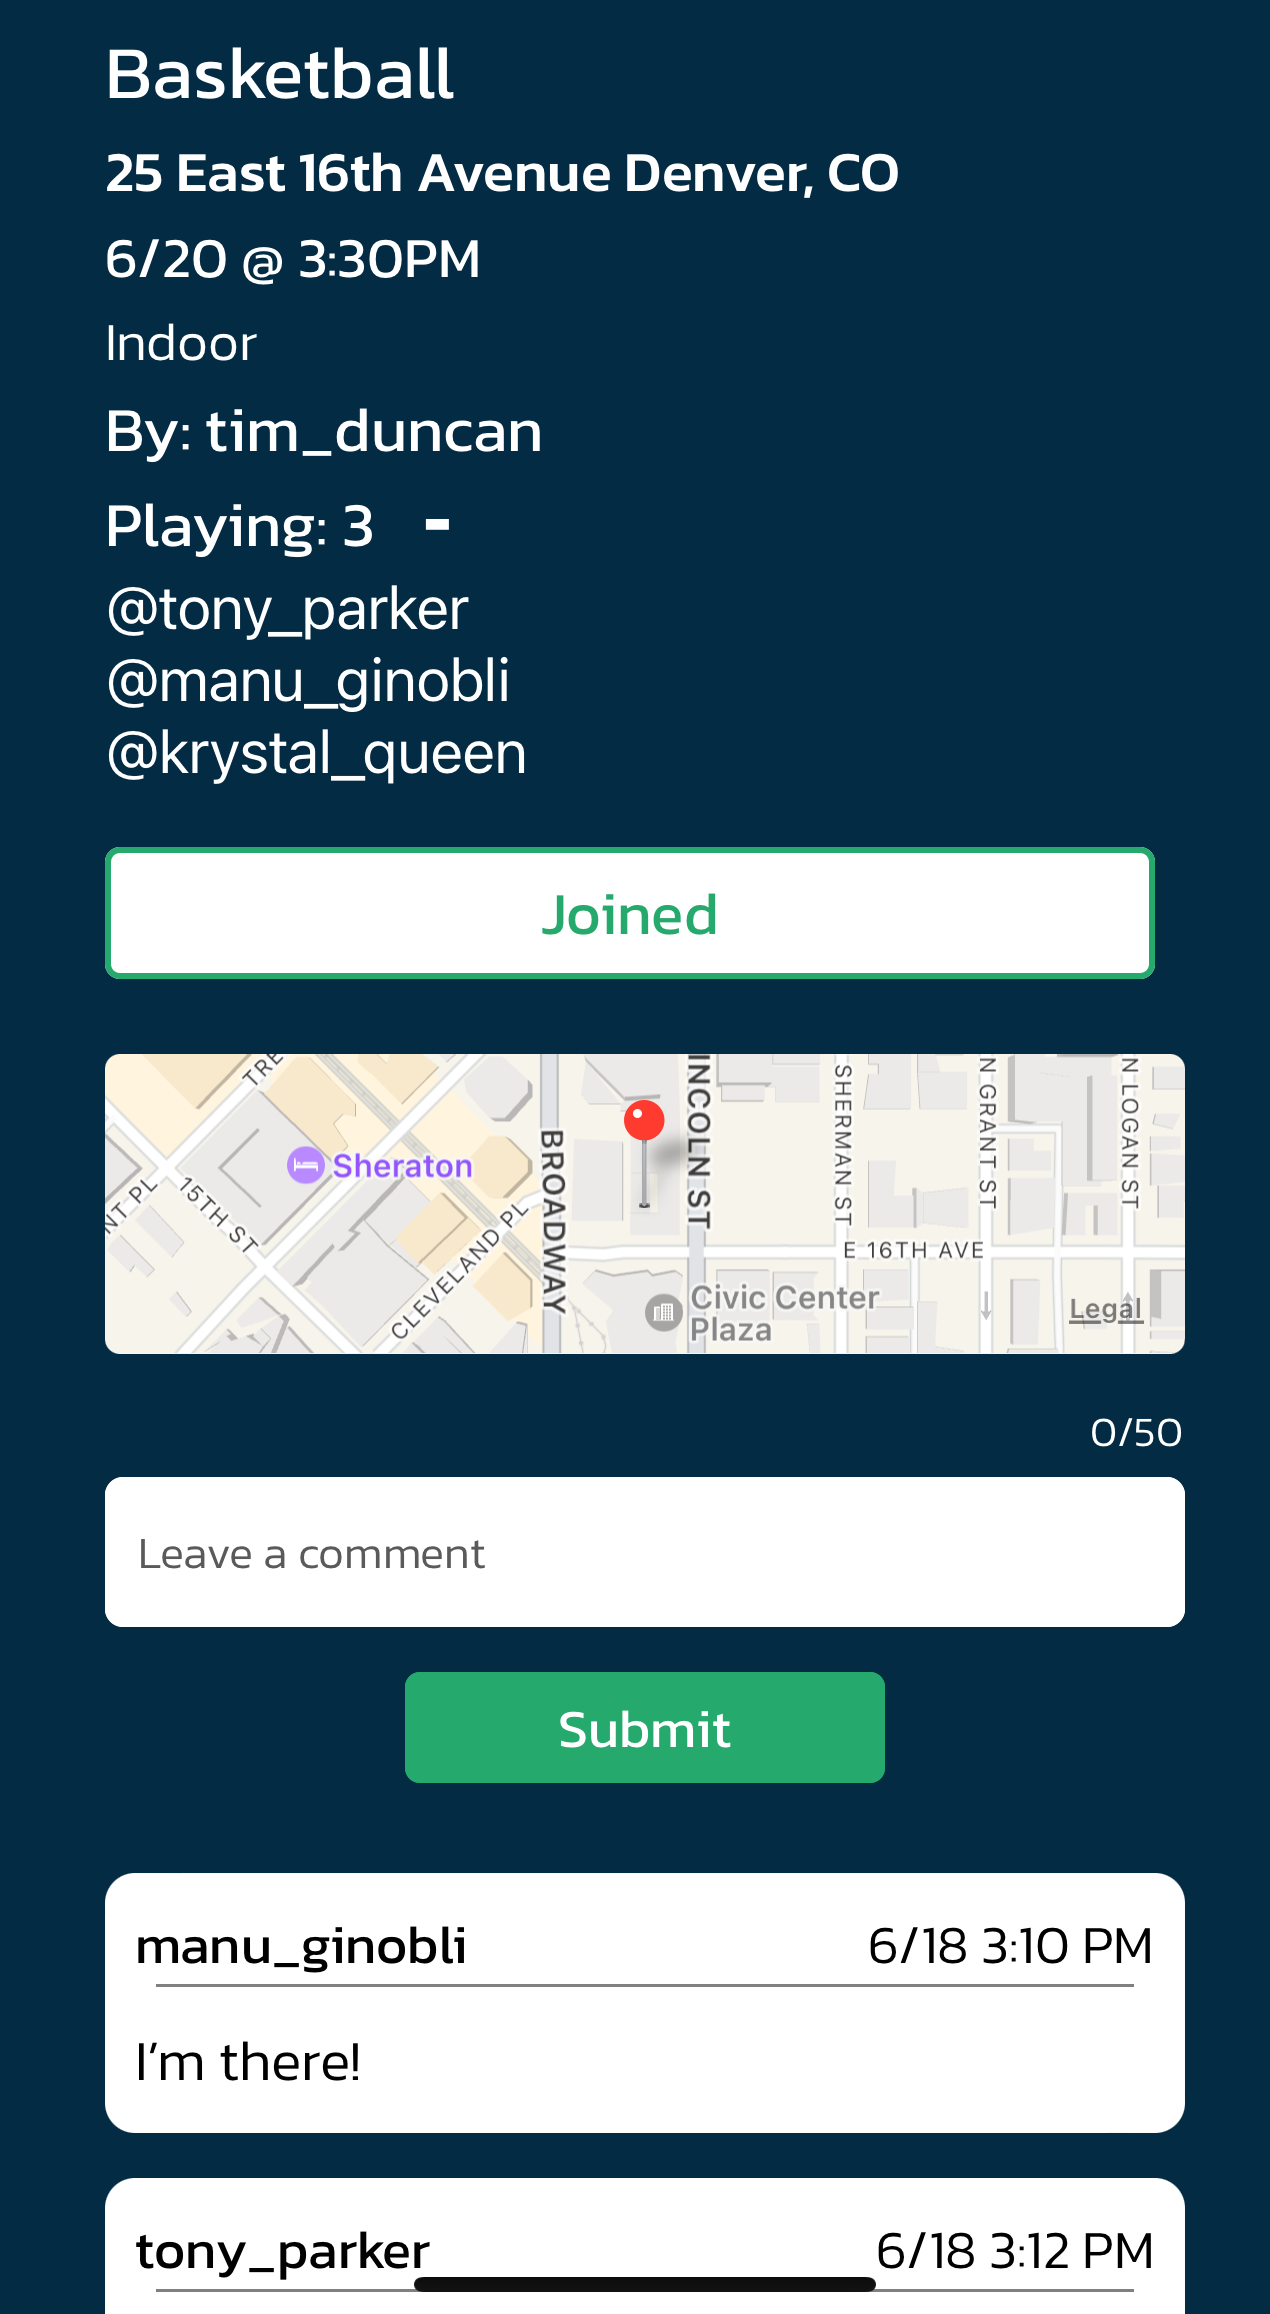 Basketball
25 East 16th Avenue Denver, CO
6/20 @ 3:30PM
Indoor
By: tim_duncan
Playing: 3 -
@tony_parker
@manu_ginobli
@krystal_queen
Joined
TRE
NT PL
15TH ST
Sheraton
CLEVELAND PL
BROADWAY
INCOLN ST
SHERMAN ST
N GRANT ST
N LOGAN ST
E 16TH AVE
Civic Center
Plaza
Legal
0/50
Leave a comment
Submit
manu_ginobli 6/18 3:10 PM
I'm there!
tony_parker 6/18 3:12 PM